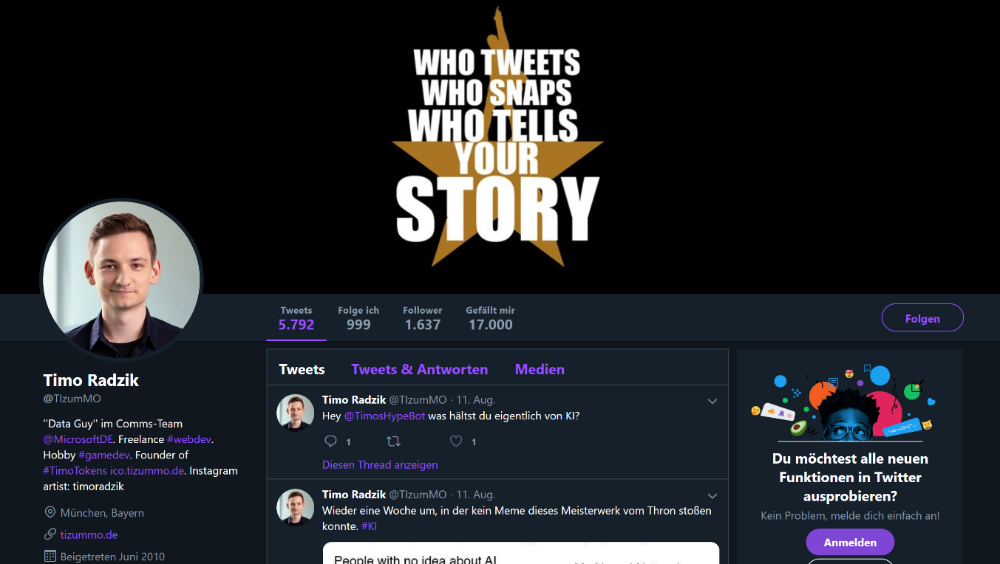 WHO TWEETS
WHO SNAPS
WHO TELLS
YOUR
STORY
Tweets
5.792
Folge ich
999
Follower
1.637
Gefällt mir
17.000
Folgen
Timo Radzik
@TIzumMO
"Data Guy" im Comms-Team
@MicrosoftDE. Freelance #webdev.
Hobby #gamedev. Founder of
#TimoTokens ico.tizummo.de. Instagram
artist: timoradzik
München, Bayern
tizummo.de
Beigetreten Juni 2010
Tweets Tweets & Antworten Medien
Timo Radzik @TIzumMO · 11. Aug.
Hey @TimosHypeBot was hältst du eigentlich von KI?
1 1
Diesen Thread anzeigen
Timo Radzik @TIzumMO · 11. Aug.
Wieder eine Woche um, in der kein Meme dieses Meisterwerk vom Thron stoßen
konnte. #KI
People with no idea about AI
Du möchtest alle neuen
Funktionen in Twitter
ausprobieren?
Kein Problem, melde dich einfach an!
Anmelden